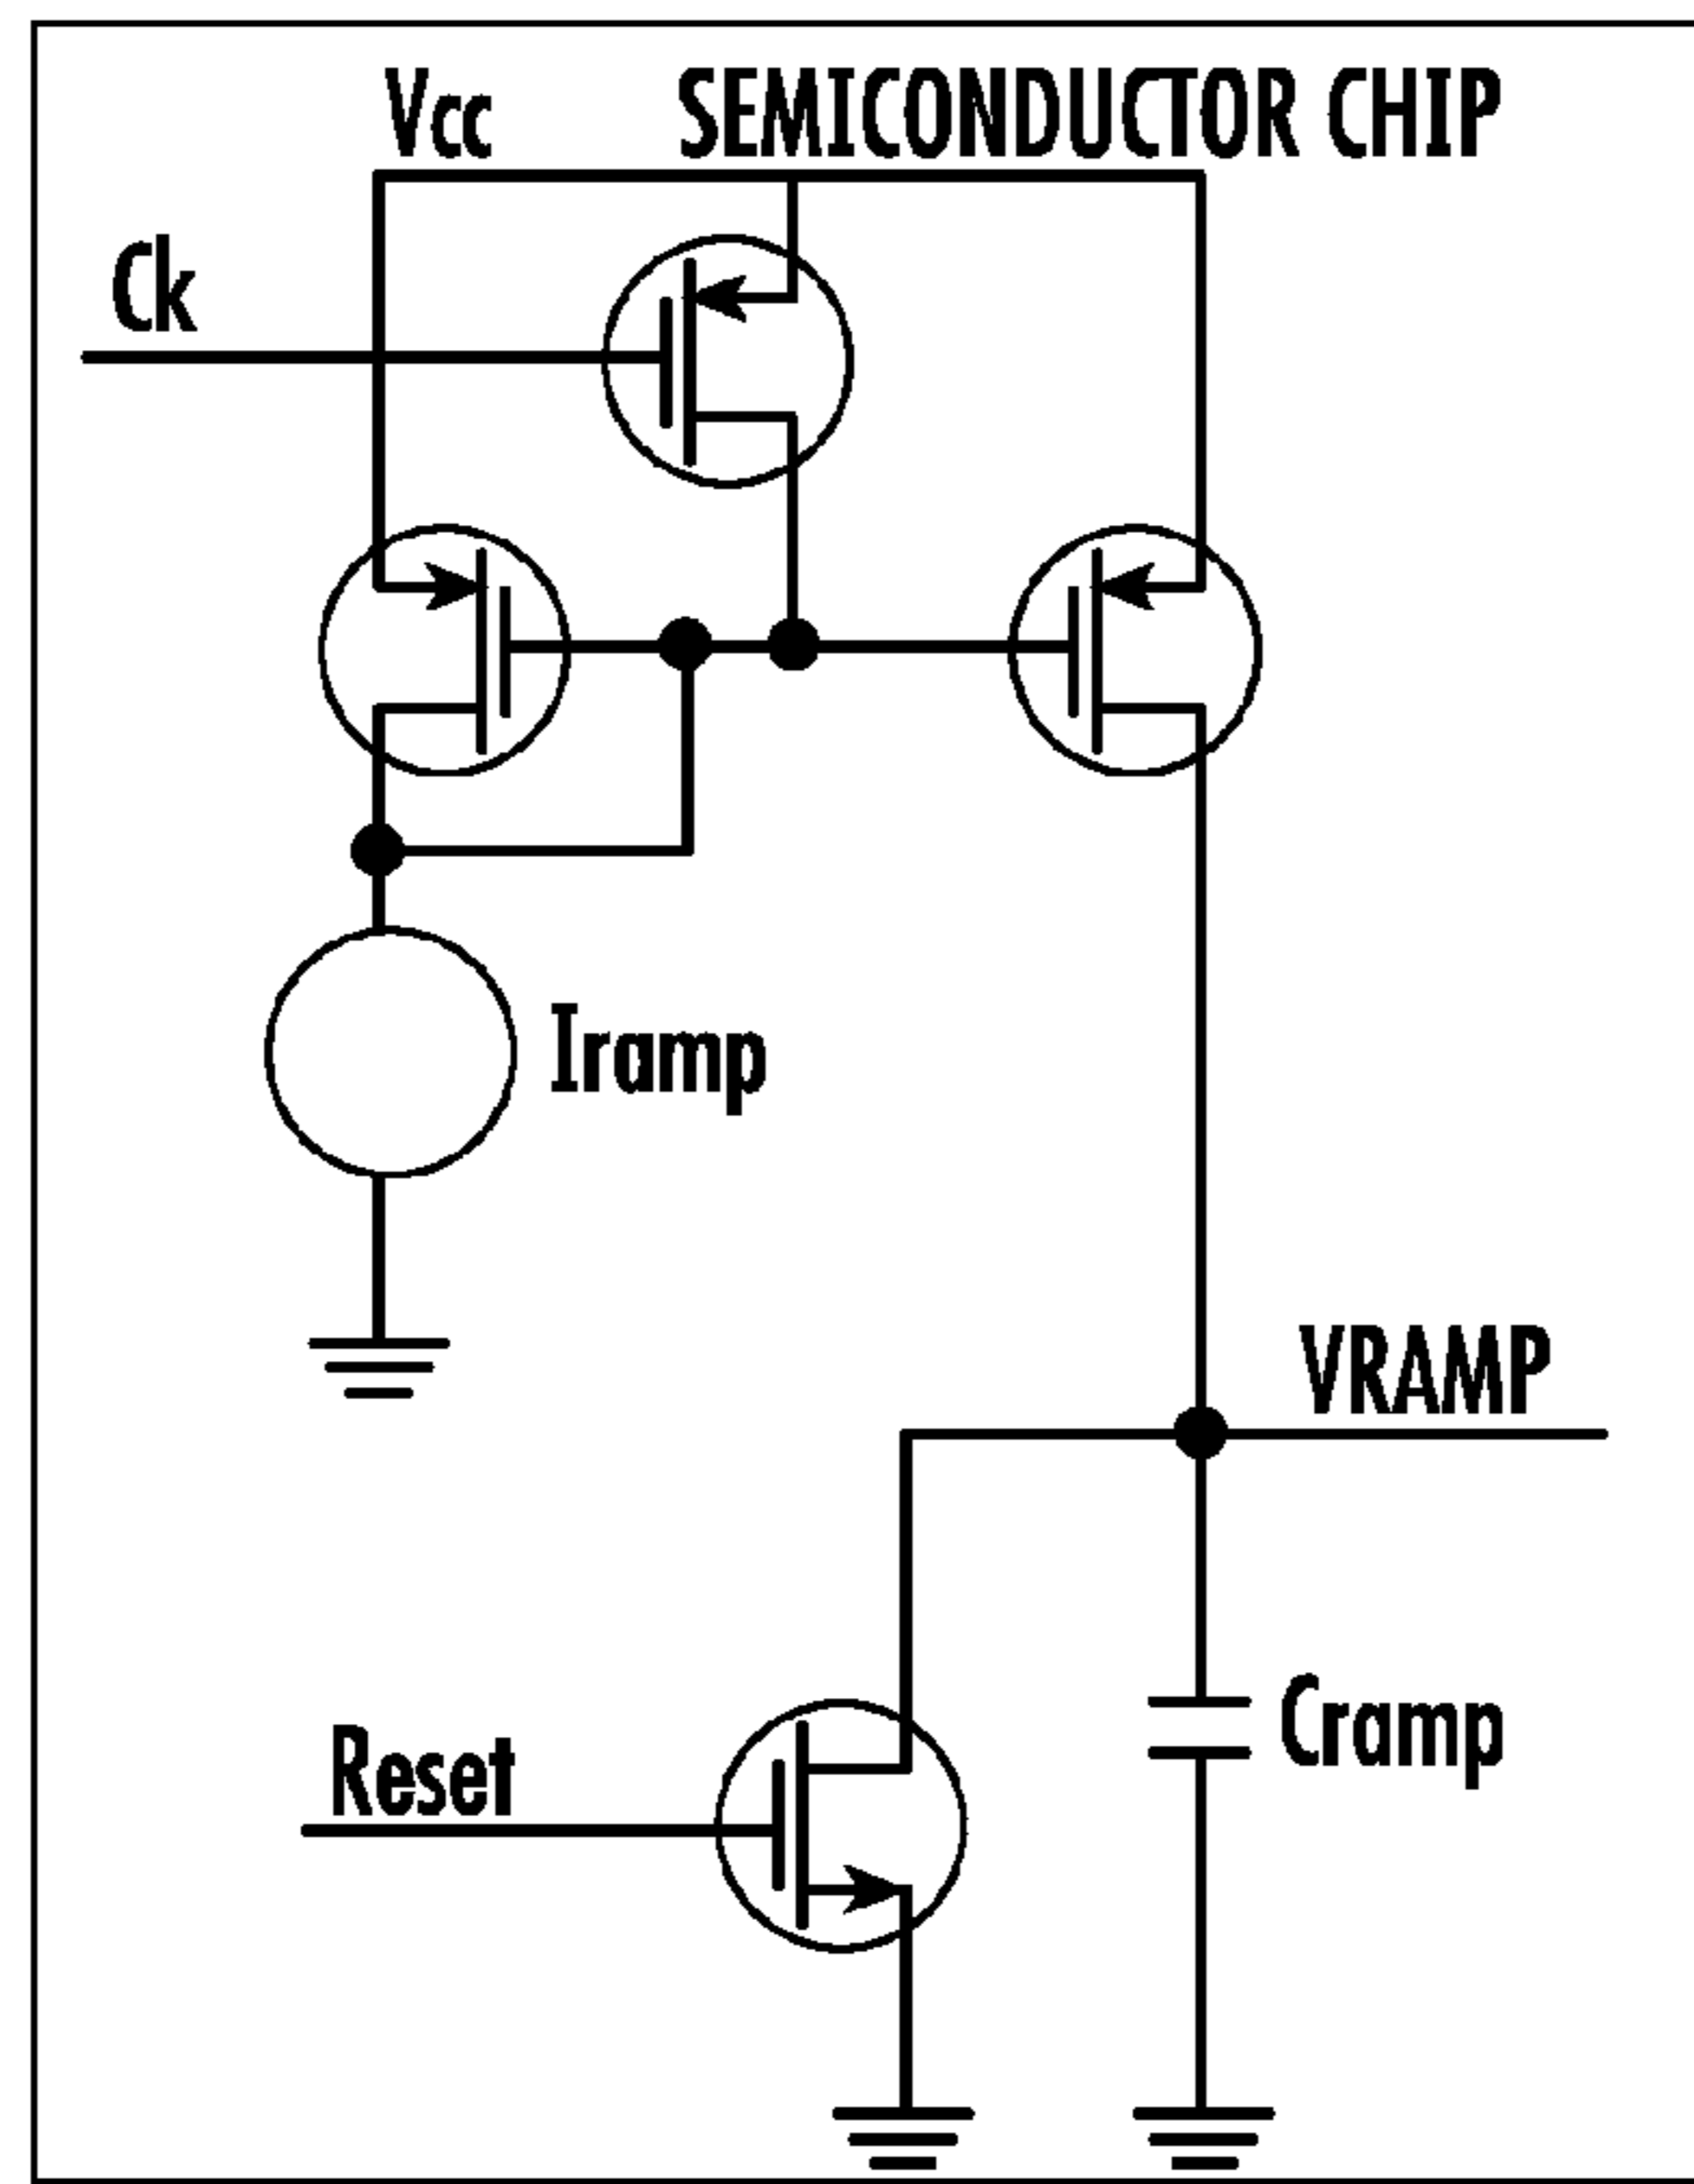 Vcc
SEMICONDUCTOR CHIP
Ck
Iramp
VRAMP
Cramp
Reset